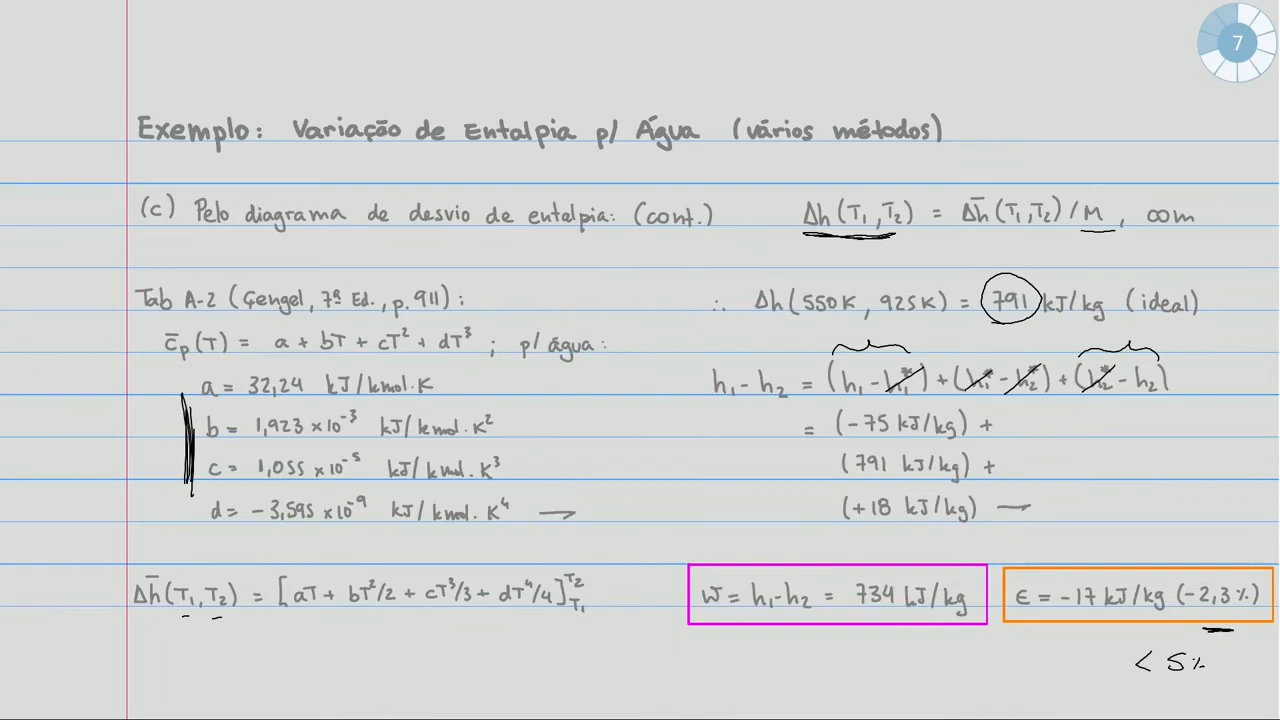 7
Exemplo: Variação de Entalpia p/ Água (vários métodos)
(c) Pelo diagrama de desvio de entalpia: (cont.)
Tab A-2 (Çengel, 7ª Ed., p. 911):
c̄p(T) = a + bT + cT² + dT³ ; p/ água:
a = 32,24 kJ/kmol.K
b = 1,923 × 10⁻³ kJ/kmol.K²
c = 1,055 × 10⁻⁵ kJ/kmol.K³
d = -3,595 × 10⁻⁹ kJ/kmol.K⁴ —
Δh̄(T₁,T₂) = [aT + bT²/2 + cT³/3 + dT⁴/4]T₂T₁
Δh(T₁,T₂) = Δh̄(T₁,T₂)/M, com
∴ Δh(550K, 925K) = 791 kJ/kg (ideal)
h₁-h₂ = (h₁-h₁*) + (h₁*-h₂*) + (h₂*-h₂)
= (-75 kJ/kg) +
(791 kJ/kg) +
(+18 kJ/kg) —
w = h₁-h₂ = 734 kJ/kg
ϵ = -17 kJ/kg (-2,3%)
< 5%